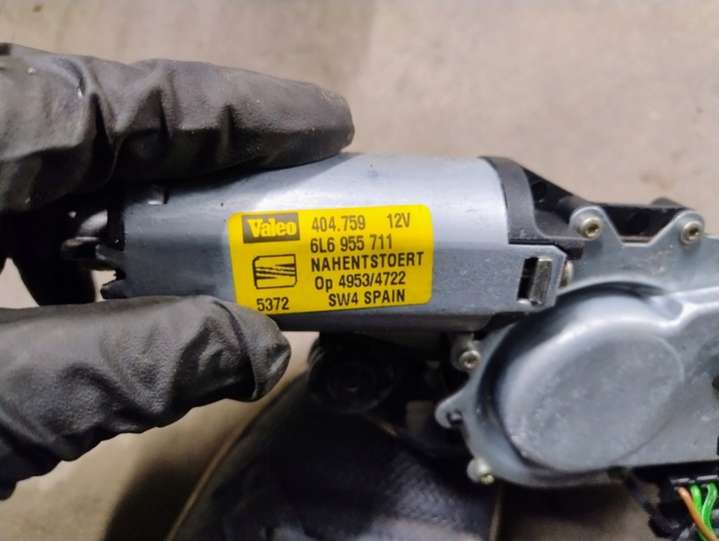 Valeo 404.759 12V
6L6 955 711
NAHENTSTOERT
Op 4953/4722
5372 SW4 SPAIN